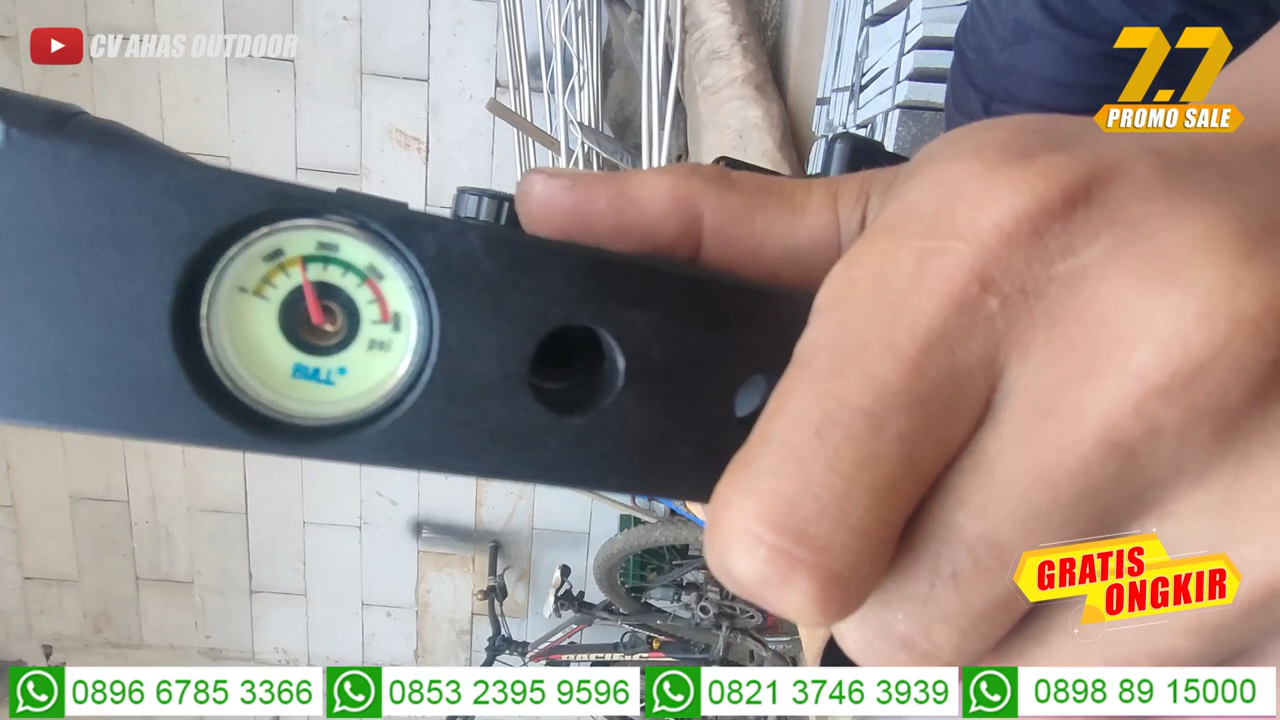 CV AHAS OUTDOOR
7.7
PROMO SALE
psi
BULL
PACIFIC
GRATIS
ONGKIR
0896 6785 3366
0853 2395 9596
0821 3746 3939
0898 89 15000